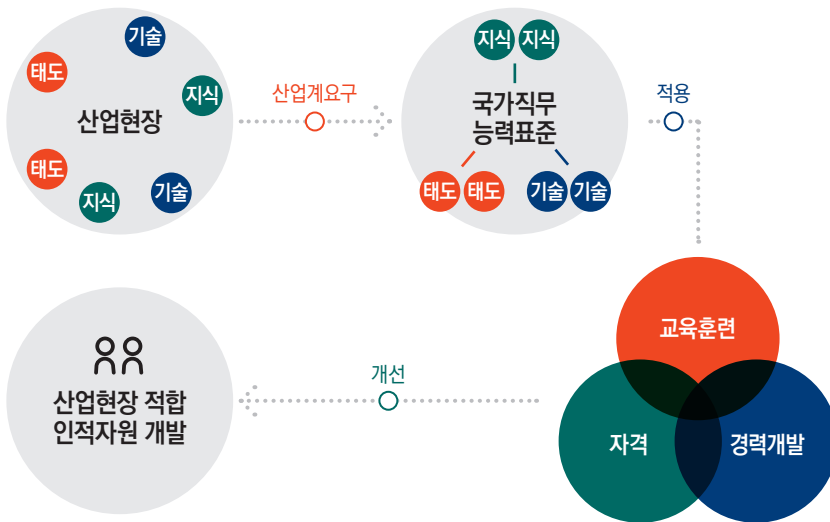 기술
태도
지식
산업현장
태도
지식
기술
산업계요구
지식 지식
국가직무
능력표준
태도 태도
기술 기술
적용
교육훈련
자격
경력개발
개선
산업현장 적합
인적자원 개발